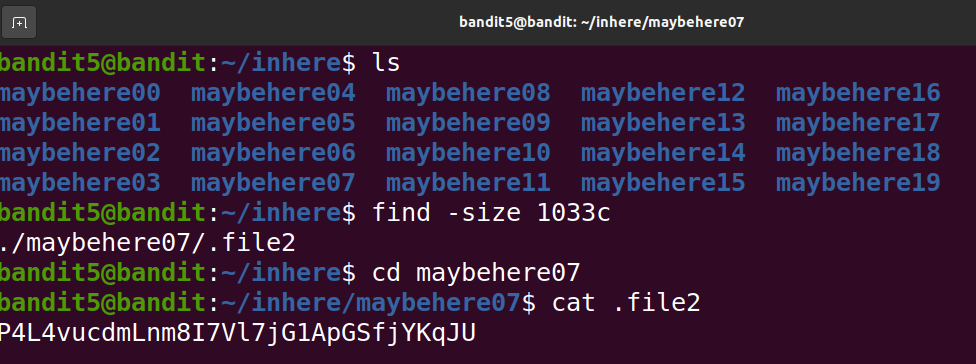 bandit5@bandit: ~/inhere/maybehere07
bandit5@bandit:~/inhere$ ls
maybehere00 maybehere04 maybehere08 maybehere12 maybehere16
maybehere01 maybehere05 maybehere09 maybehere13 maybehere17
maybehere02 maybehere06 maybehere10 maybehere14 maybehere18
maybehere03 maybehere07 maybehere11 maybehere15 maybehere19
bandit5@bandit:~/inhere$ find -size 1033c
./maybehere07/.file2
bandit5@bandit:~/inhere$ cd maybehere07
bandit5@bandit:~/inhere/maybehere07$ cat .file2
P4L4vucdmLnm8I7Vl7jG1ApGSfjYKqJU